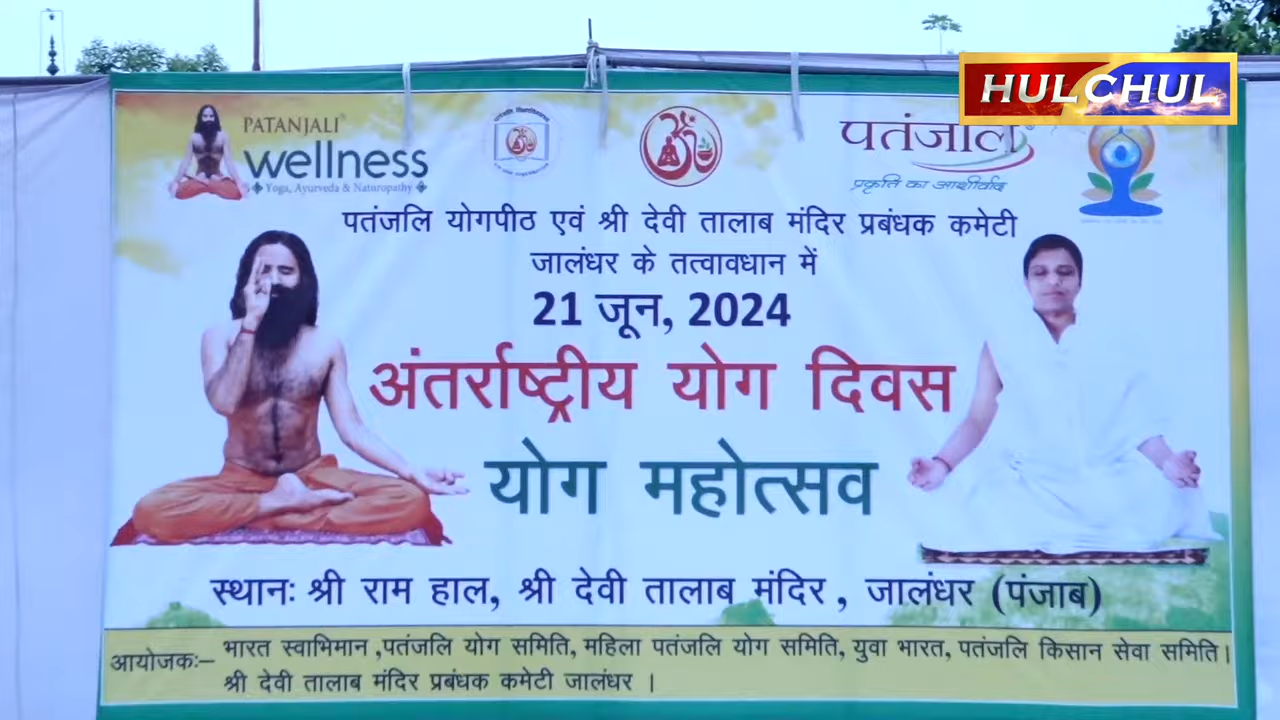 HULCHUL
PATANJALI
wellness
Yoga, Ayurveda & Naturopathy
पतंजलि
प्रकृति का आशीर्वाद
पतंजलि योगपीठ एवं श्री देवी तालाब मंदिर प्रबंधक कमेटी
जालंधर के तत्वावधान में
21 जून, 2024
अंतर्राष्ट्रीय योग दिवस
योग महोत्सव
स्थानः श्री राम हाल, श्री देवी तालाब मंदिर, जालंधर (पंजाब)
आयोजकः– भारत स्वाभिमान ,पतंजलि योग समिति, महिला पतंजलि योग समिति, युवा भारत, पतंजलि किसान सेवा समिति।
श्री देवी तालाब मंदिर प्रबंधक कमेटी जालंधर ।